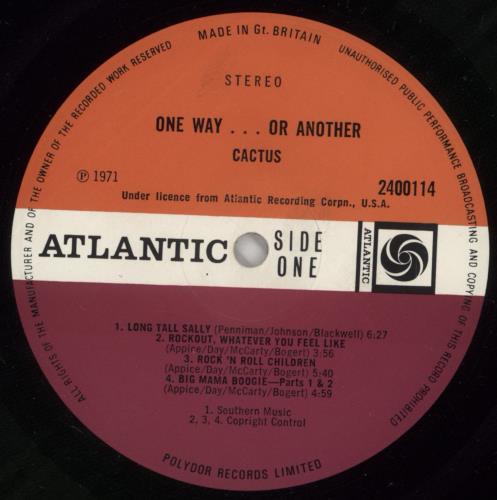 MADE IN Gt. BRITAIN
STEREO
ONE WAY . . . OR ANOTHER
CACTUS
℗ 1971
2400114
Under licence from Atlantic Recording Corpn., U.S.A.
ATLANTIC
SIDE
ONE
ATLANTIC
1. LONG TALL SALLY (Penniman/Johnson/Blackwell) 6:27
2. ROCKOUT, WHATEVER YOU FEEL LIKE
(Appire/Day/McCarty/Bogert) 3:56
3. ROCK 'N ROLL CHILDREN
(Appice/Day/McCarty/Bogert) 5:40
4. BIG MAMA BOOGIE—Parts 1 & 2
(Appice/Day/McCarty/Bogert) 4:59
1. Southern Music
2, 3, 4. Copright Control
POLYDOR RECORDS LIMITED
ALL RIGHTS OF THE MANUFACTURER AND OF THE OWNER OF THE RECORDED WORK RESERVED
UNAUTHORISED PUBLIC PERFORMANCE BROADCASTING AND COPYING OF THIS RECORD PROHIBITED